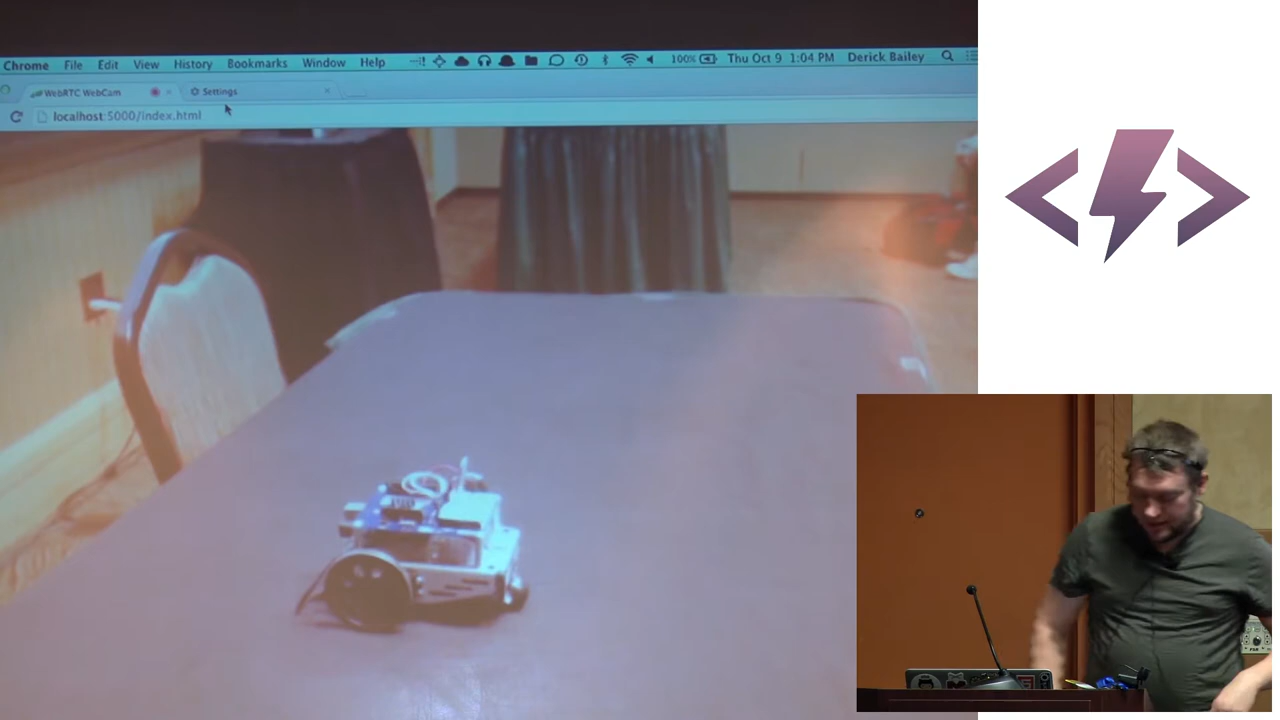 Chrome File Edit View History Bookmarks Window Help 100% Thu Oct 9 1:04 PM Derick Bailey
WebRTC WebCam Settings
localhost:5000/index.html